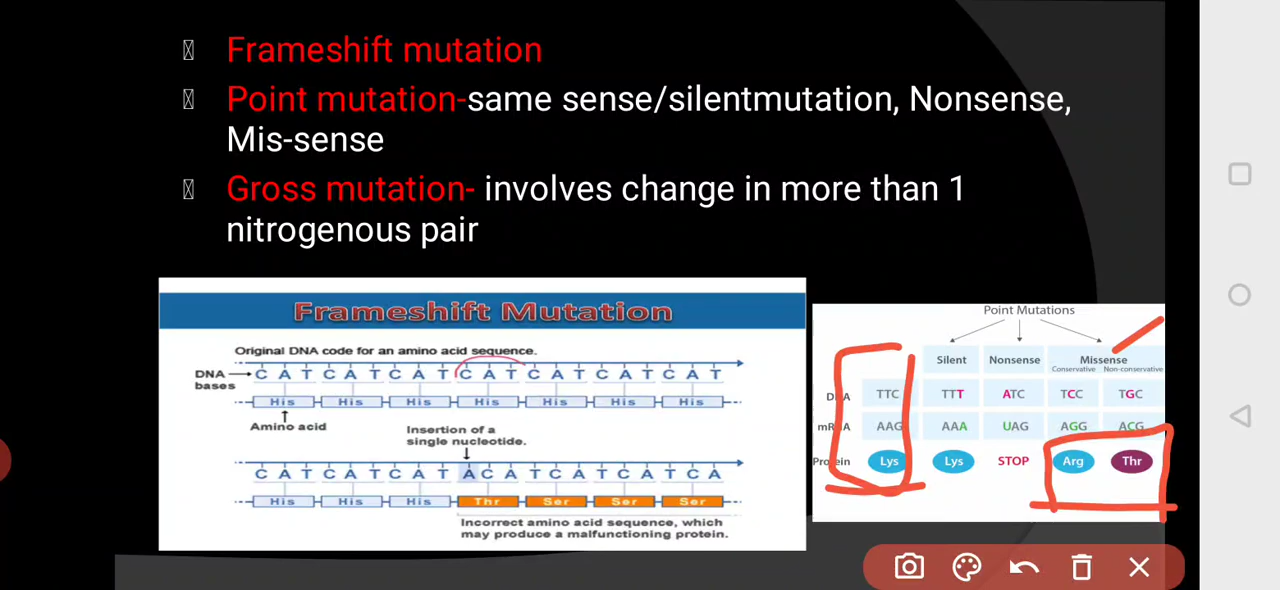 Frameshift mutation
Point mutation-same sense/silentmutation, Nonsense,
Mis-sense
Gross mutation- involves change in more than 1
nitrogenous pair
Frameshift Mutation
Original DNA code for an amino acid sequence.
DNA bases
C A T C A T C A T C A T C A T C A T C A T
His His His His His His His
Amino acid
Insertion of a
single nucleotide.
C A T C A T C A T A C A T C A T C A T C A
His His His Thr Ser Ser Ser
Incorrect amino acid sequence, which
may produce a malfunctioning protein.
Point Mutations
Silent Nonsense Missense
Conservative Non-conservative
DNA TTC TTT ATC TCC TGC
mRNA AAG AAA UAG AGG ACG
Protein Lys Lys STOP Arg Thr